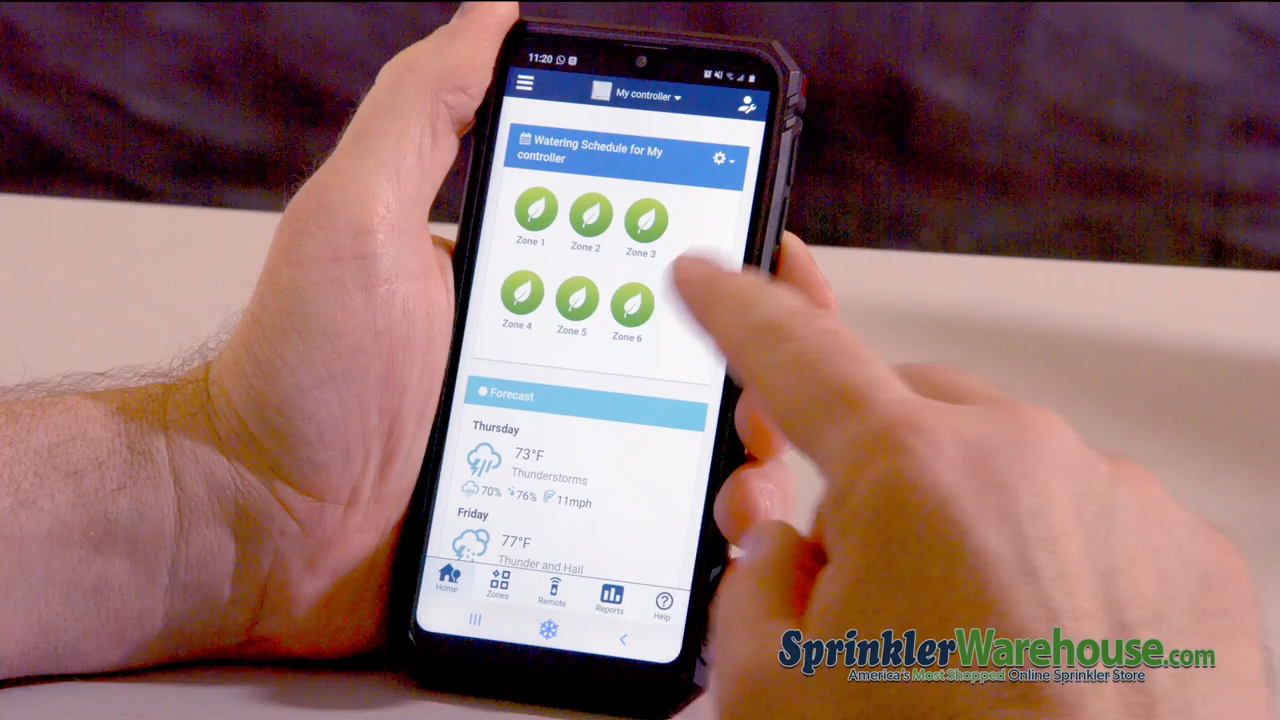 11:20
My controller
Watering Schedule for My
controller
Zone 1
Zone 2
Zone 3
Zone 4
Zone 5
Zone 6
Forecast
Thursday
73°F
Thunderstorms
70% 76% 11mph
Friday
77°F
Thunder and Hail
Home Zones Remote Reports Help
SprinklerWarehouse.com
America's Most Shopped Online Sprinkler Store